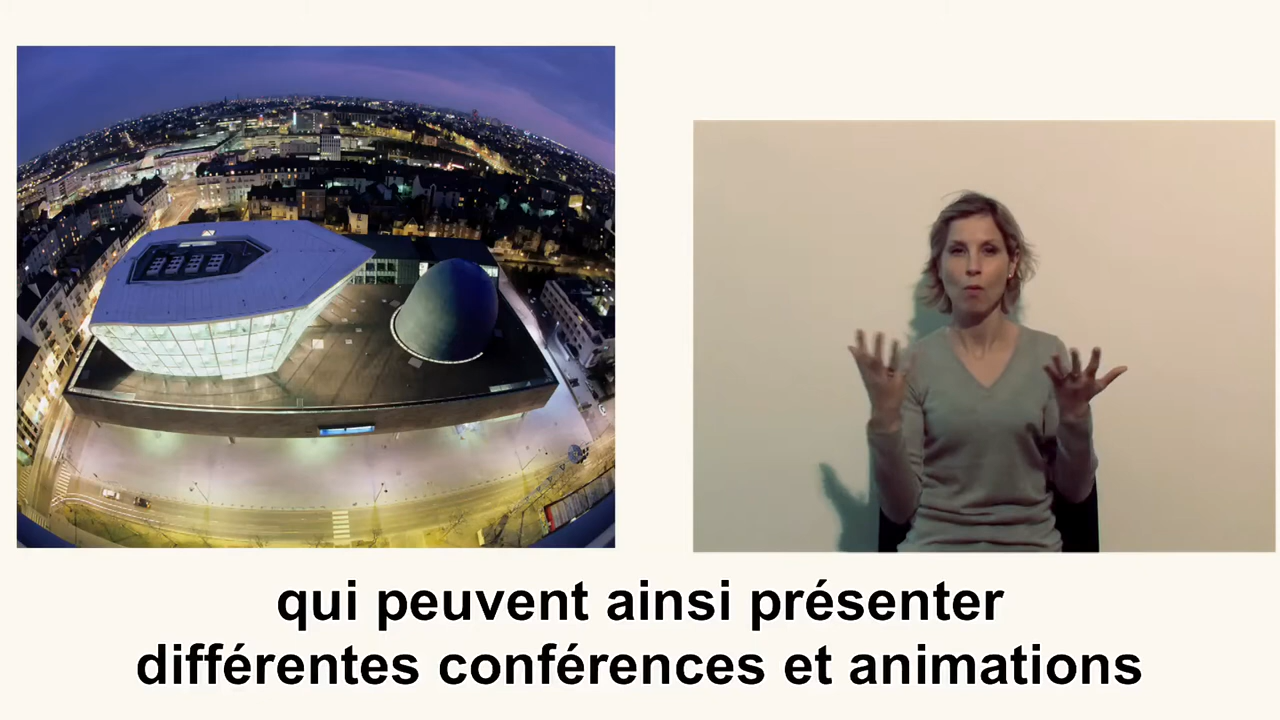 qui peuvent ainsi présenter
différentes conférences et animations